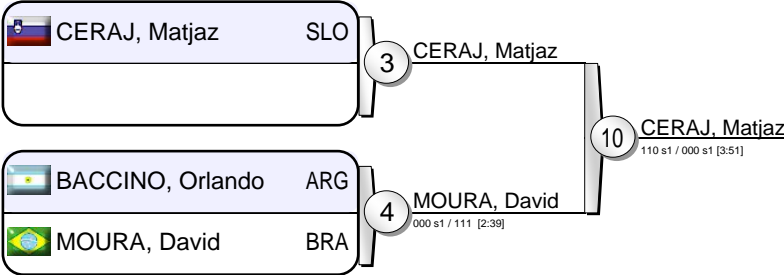 CERAJ, Matjaz SLO
3
CERAJ, Matjaz
10
CERAJ, Matjaz
110 s1 / 000 s1 [3:51]
BACCINO, Orlando ARG
4
MOURA, David
000 s1 / 111 [2:39]
MOURA, David BRA